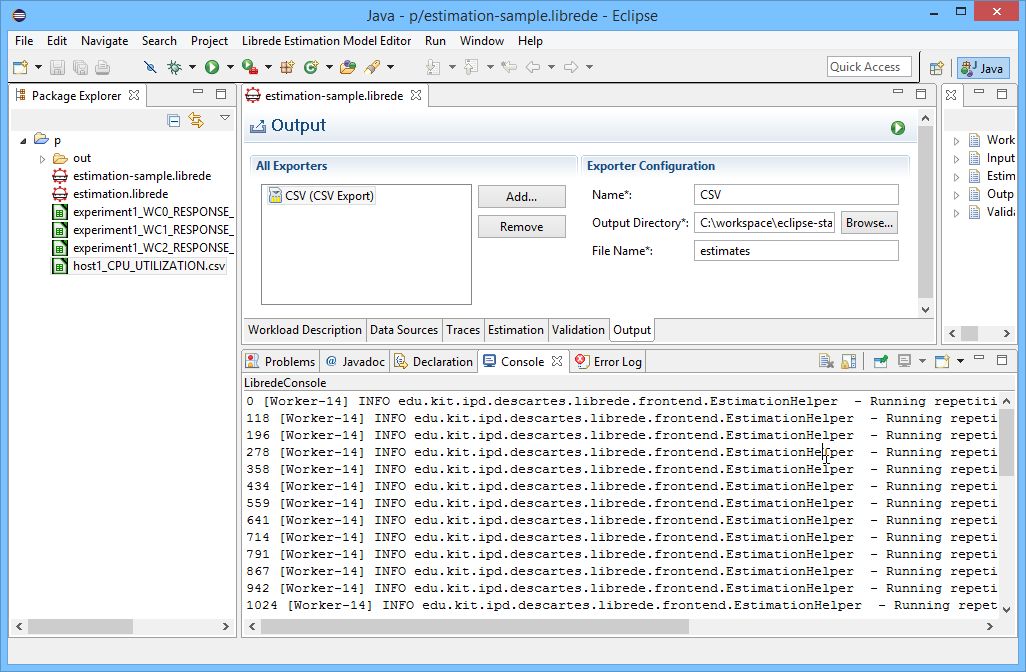 Java - p/estimation-sample.librede - Eclipse
File Edit Navigate Search Project Librede Estimation Model Editor Run Window Help
Quick Access
Java
Package Explorer
p
out
estimation-sample.librede
estimation.librede
experiment1_WC0_RESPONSE_
experiment1_WC1_RESPONSE_
experiment1_WC2_RESPONSE_
host1_CPU_UTILIZATION.csv
estimation-sample.librede
Output
All Exporters
CSV (CSV Export)
Add...
Remove
Exporter Configuration
Name*: CSV
Output Directory*: C:\workspace\eclipse-sta Browse...
File Name*: estimates
Workload Description Data Sources Traces Estimation Validation Output
Work
Input
Estim
Outp
Valida
Problems @ Javadoc Declaration Console Error Log
LibredeConsole
0 [Worker-14] INFO edu.kit.ipd.descartes.librede.frontend.EstimationHelper - Running repetiti
118 [Worker-14] INFO edu.kit.ipd.descartes.librede.frontend.EstimationHelper - Running repeti
196 [Worker-14] INFO edu.kit.ipd.descartes.librede.frontend.EstimationHelper - Running repeti
278 [Worker-14] INFO edu.kit.ipd.descartes.librede.frontend.EstimationHelper - Running repeti
358 [Worker-14] INFO edu.kit.ipd.descartes.librede.frontend.EstimationHelper - Running repeti
434 [Worker-14] INFO edu.kit.ipd.descartes.librede.frontend.EstimationHelper - Running repeti
559 [Worker-14] INFO edu.kit.ipd.descartes.librede.frontend.EstimationHelper - Running repeti
641 [Worker-14] INFO edu.kit.ipd.descartes.librede.frontend.EstimationHelper - Running repeti
714 [Worker-14] INFO edu.kit.ipd.descartes.librede.frontend.EstimationHelper - Running repeti
791 [Worker-14] INFO edu.kit.ipd.descartes.librede.frontend.EstimationHelper - Running repeti
867 [Worker-14] INFO edu.kit.ipd.descartes.librede.frontend.EstimationHelper - Running repeti
942 [Worker-14] INFO edu.kit.ipd.descartes.librede.frontend.EstimationHelper - Running repeti
1024 [Worker-14] INFO edu.kit.ipd.descartes.librede.frontend.EstimationHelper - Running repet